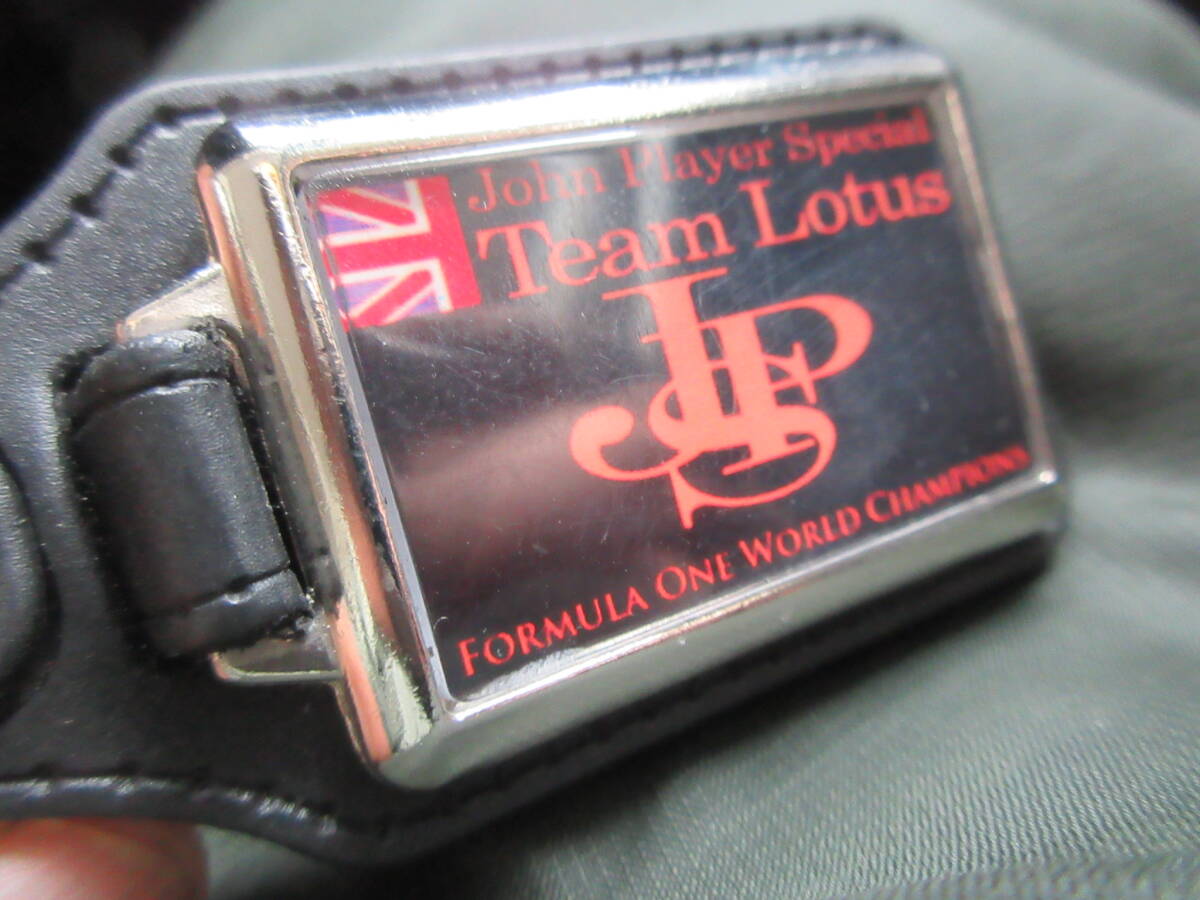 John Player Special
Team Lotus
JPS
FORMULA ONE WORLD CHAMPIONS